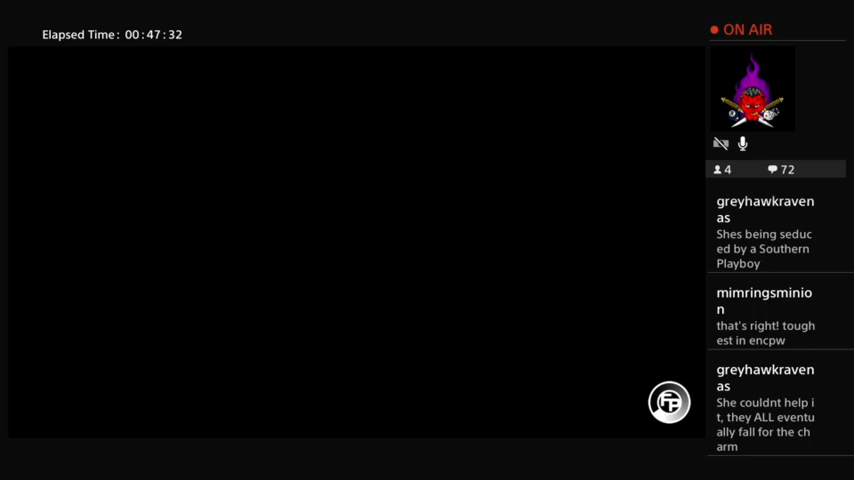 Elapsed Time: 00:47:32
ON AIR
4 72
greyhawkraven
as
Shes being seduc
ed by a Southern
Playboy
mimringsminio
n
that's right! tough
est in encpw
greyhawkraven
as
She couldnt help i
t, they ALL eventu
ally fall for the ch
arm
FP